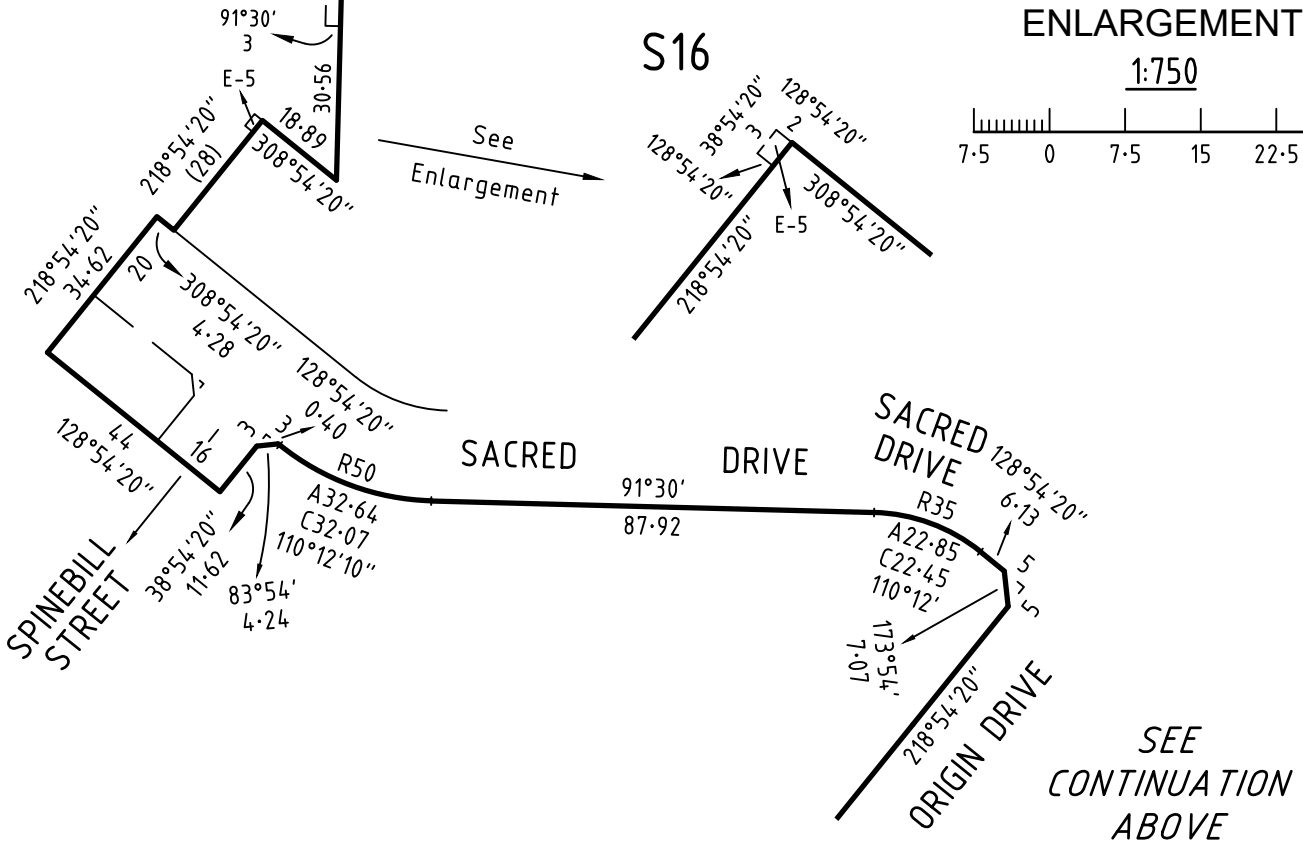 ENLARGEMENT
1:750
7·5 0 7·5 15 22·5
91°30'
3
E-5
30·56
18·89
308°54'20"
218°54'20"
(28)
See
Enlargement
S16
38°54'20"
3
2
128°54'20"
128°54'20"
308°54'20"
E-5
218°54'20"
218°54'20"
34·62
20
308°54'20"
4·28
128°54'20"
0·40
3
3
44
128°54'20"
16
SPINEBILL
STREET
38°54'20"
11·62
83°54'
4·24
R50
A32·64
C32·07
110°12'10"
SACRED DRIVE
91°30'
87·92
SACRED
DRIVE
128°54'20"
6·13
R35
A22·85
C22·45
110°12'
5
5
173°54'
7·07
218°54'20"
ORIGIN DRIVE
SEE
CONTINUATION
ABOVE